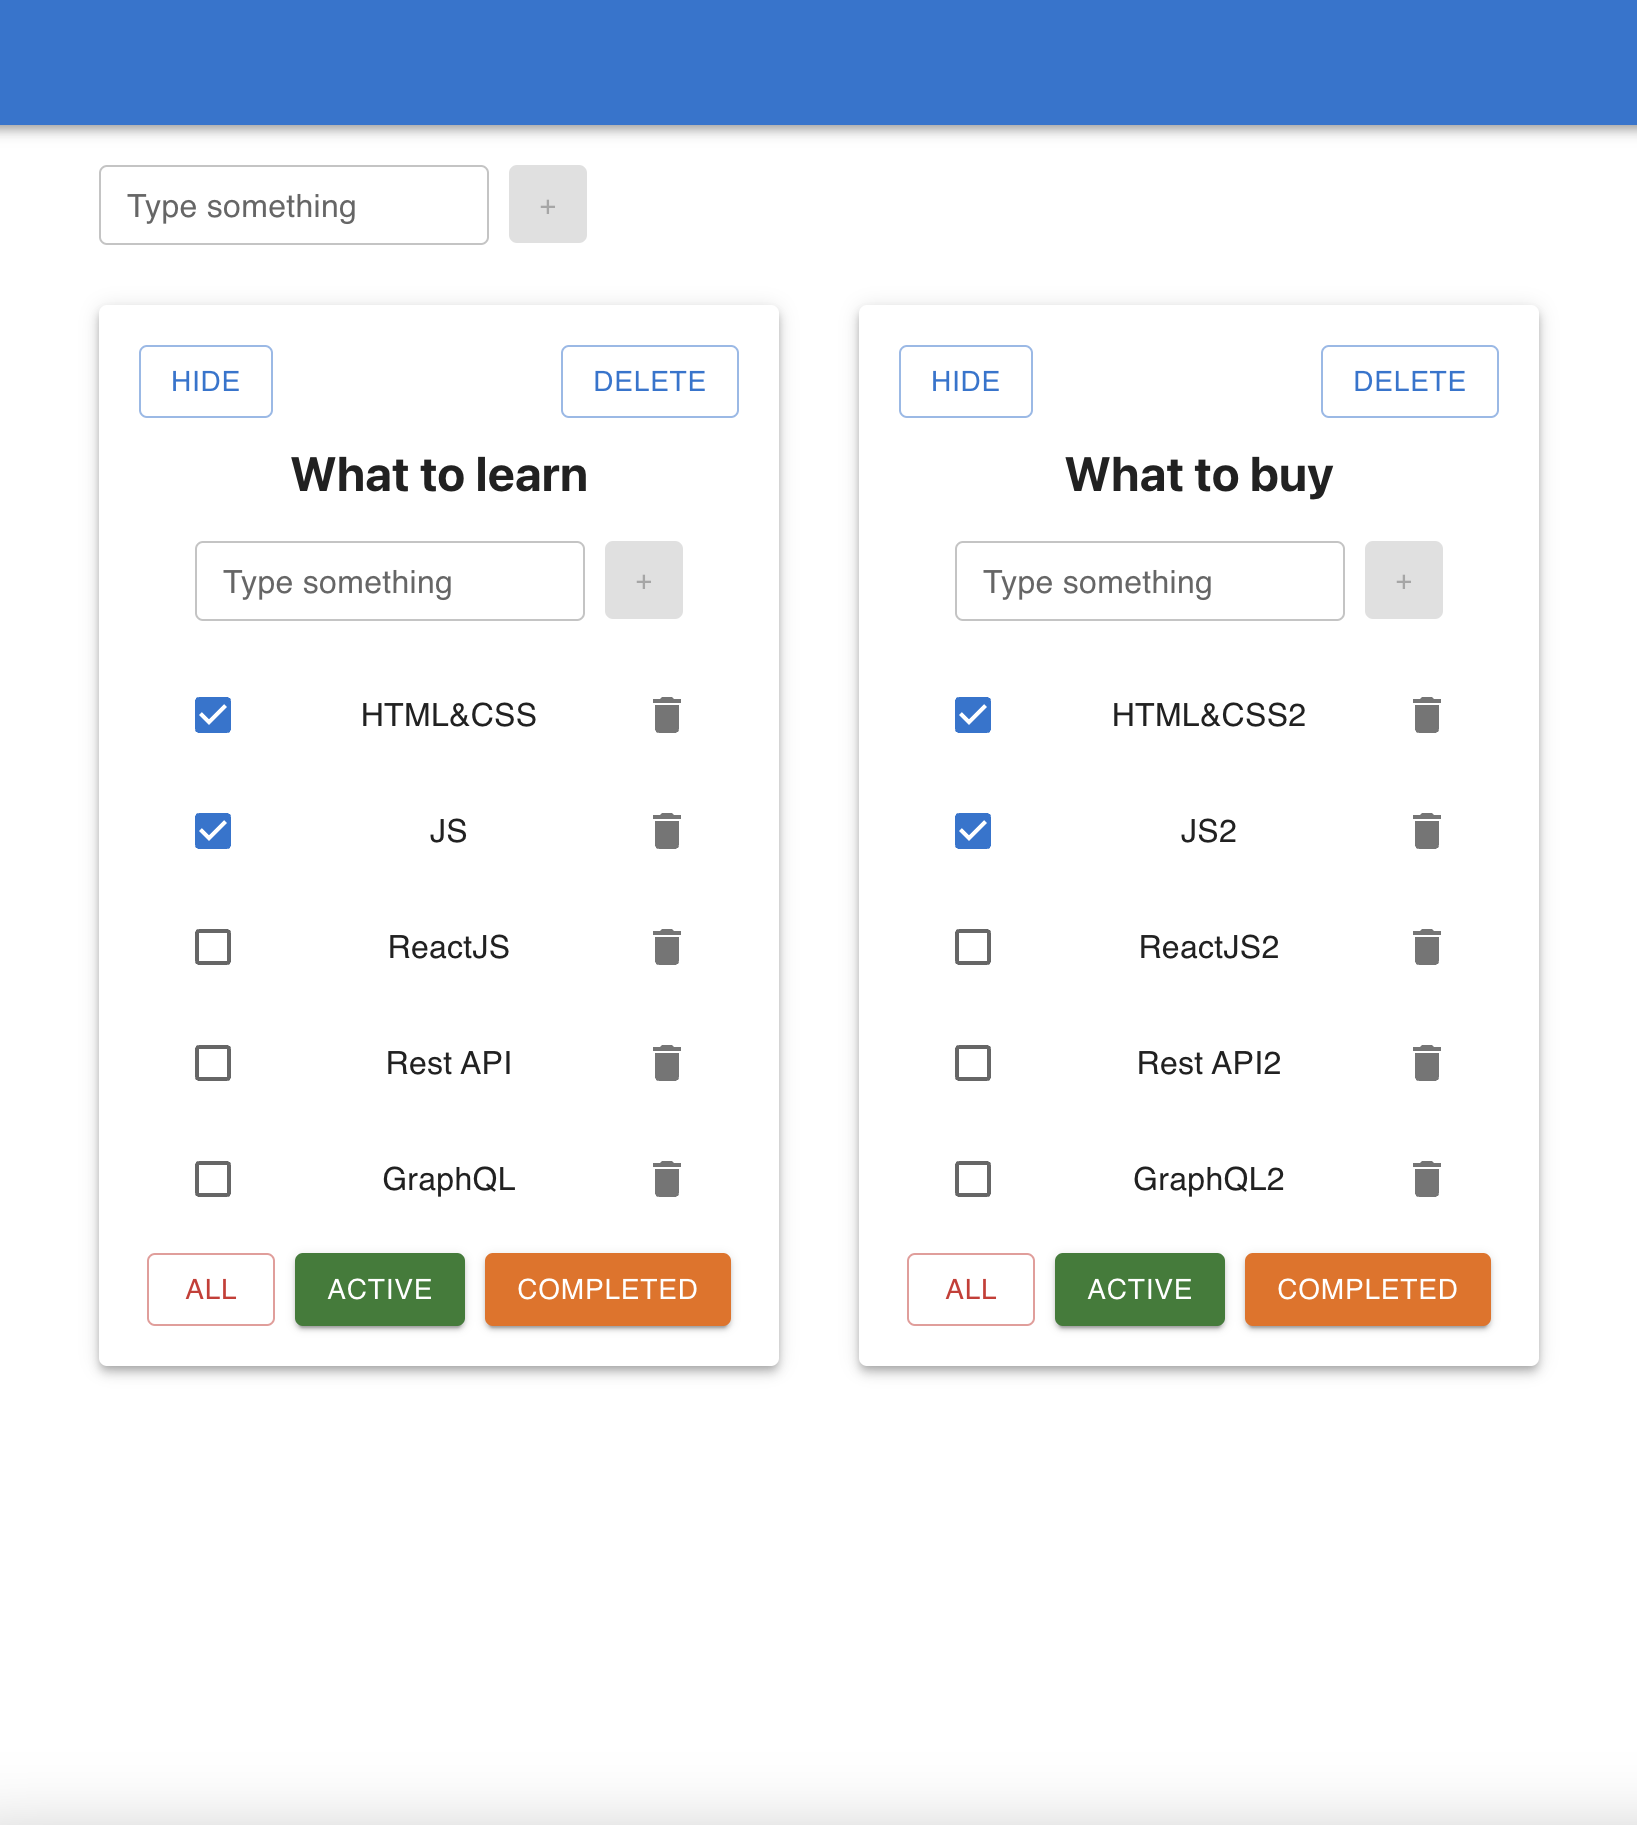 Type something +
HIDE DELETE
What to learn
Type something +
HTML&CSS
JS
ReactJS
Rest API
GraphQL
ALL ACTIVE COMPLETED
HIDE DELETE
What to buy
Type something +
HTML&CSS2
JS2
ReactJS2
Rest API2
GraphQL2
ALL ACTIVE COMPLETED